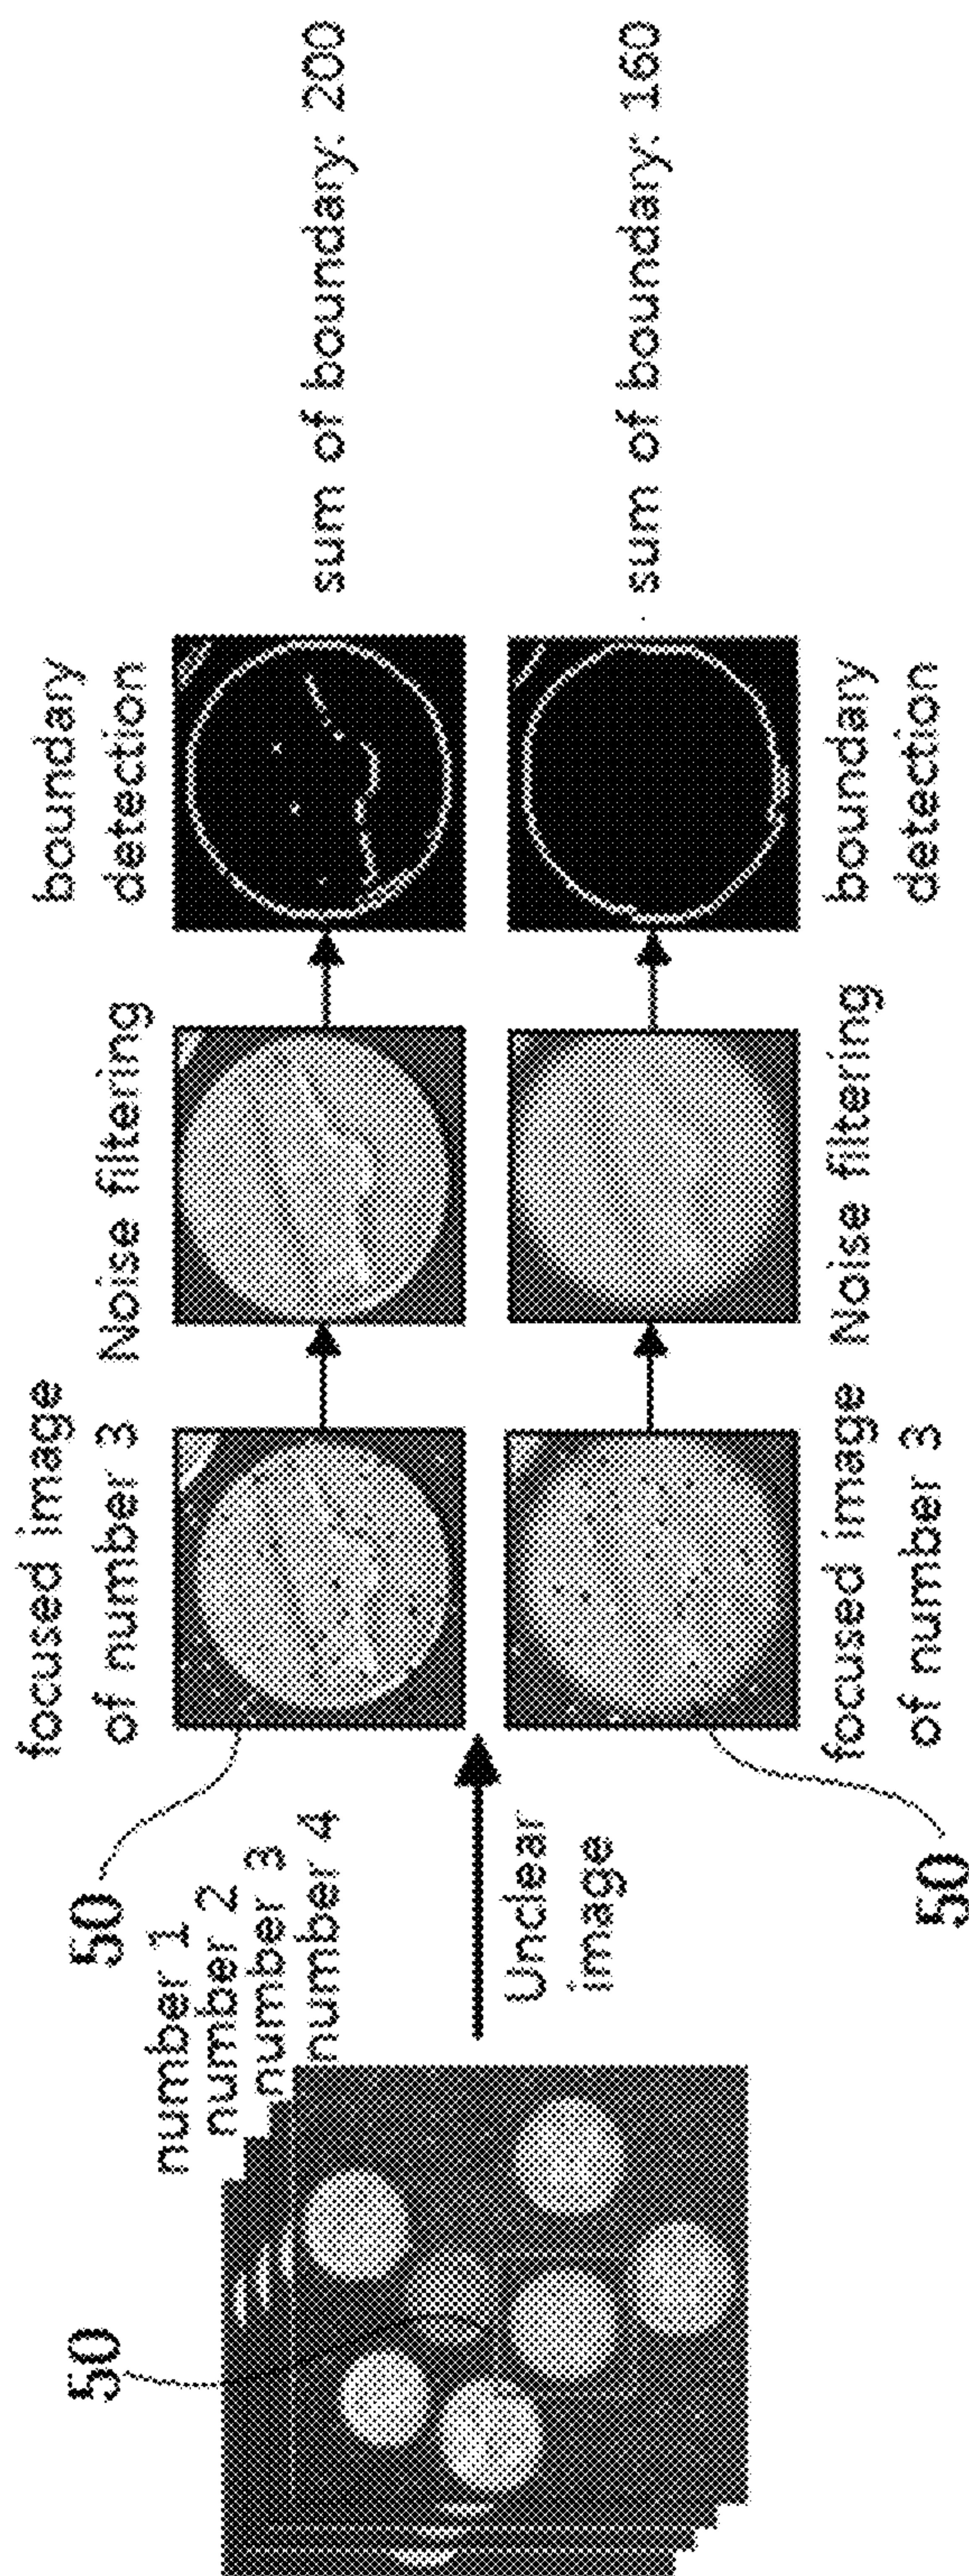 50
50
number 1
number 2
number 3
number 4
Unclear
image
focused image
of number 3
Noise filtering
boundary
detection
sum of boundary: 200
sum of boundary: 160
50
focused image
of number 3
Noise filtering
boundary
detection